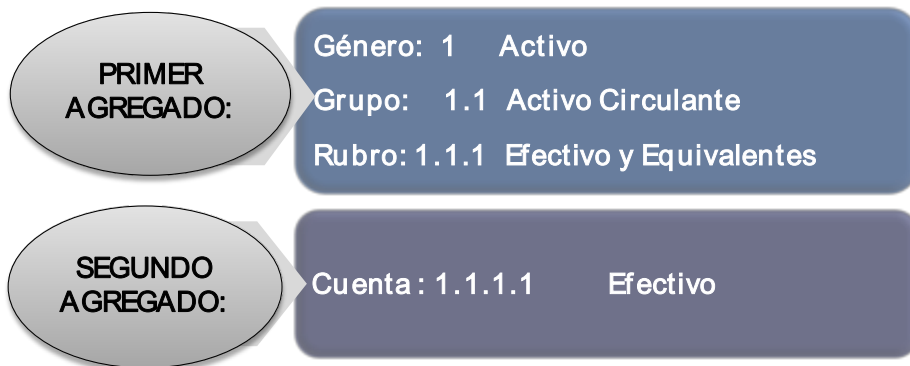 PRIMER
AGREGADO:
Género: 1 Activo
Grupo: 1.1 Activo Circulante
Rubro: 1.1.1 Efectivo y Equivalentes
SEGUNDO
AGREGADO:
Cuenta: 1.1.1.1 Efectivo